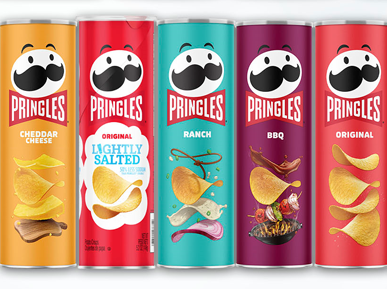 PRINGLES
CHEDDAR
CHEESE
PRINGLES
ORIGINAL
LIGHTLY
SALTED
PRINGLES
RANCH
PRINGLES
BBQ
PRINGLES
ORIGINAL